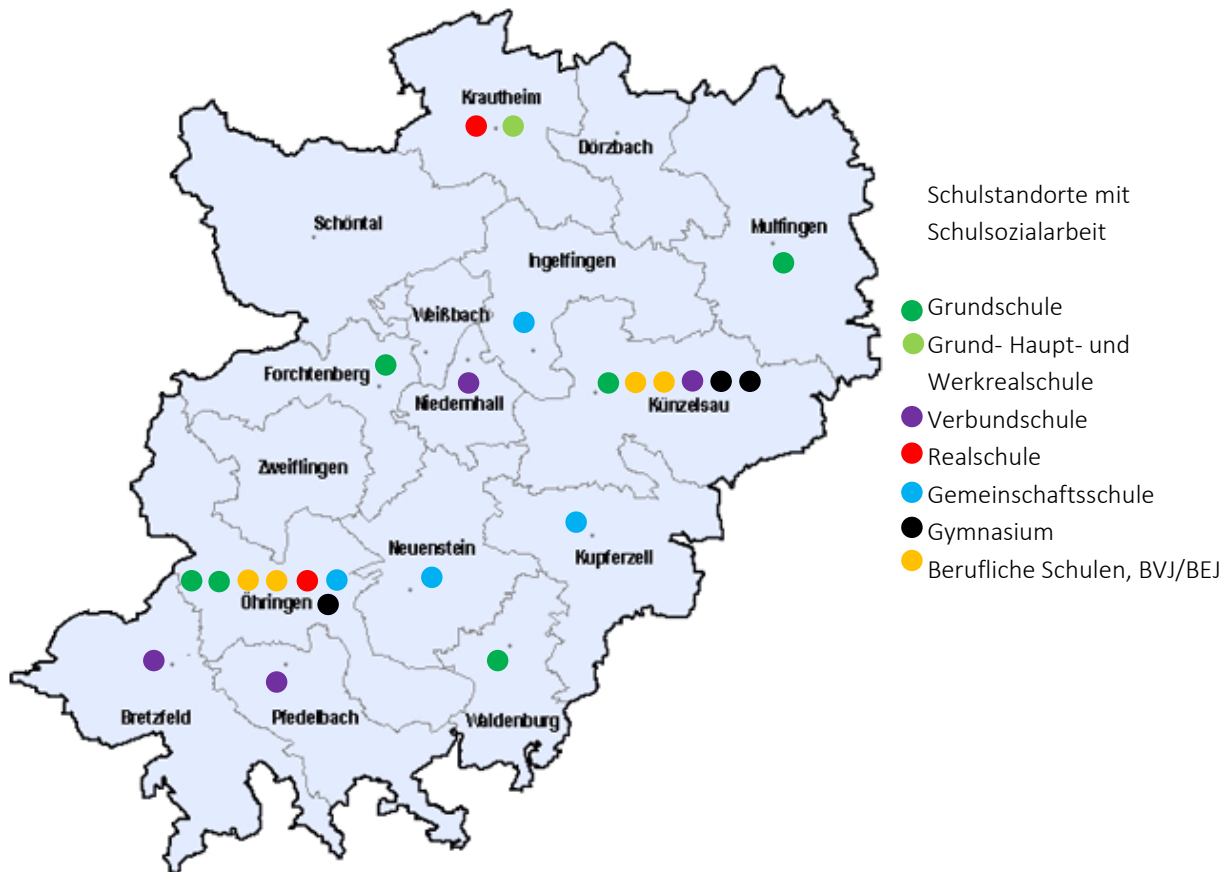 Krautheim
Dörzbach
Schöntal
Mulfingen
Ingelfingen
Weißbach
Forchtenberg
Niedernhall
Künzelsau
Zweiflingen
Neuenstein
Kupferzell
Öhringen
Bretzfeld
Pfedelbach
Waldenburg
Schulstandorte mit
Schulsozialarbeit
Grundschule
Grund- Haupt- und
Werkrealschule
Verbundschule
Realschule
Gemeinschaftsschule
Gymnasium
Berufliche Schulen, BVJ/BEJ